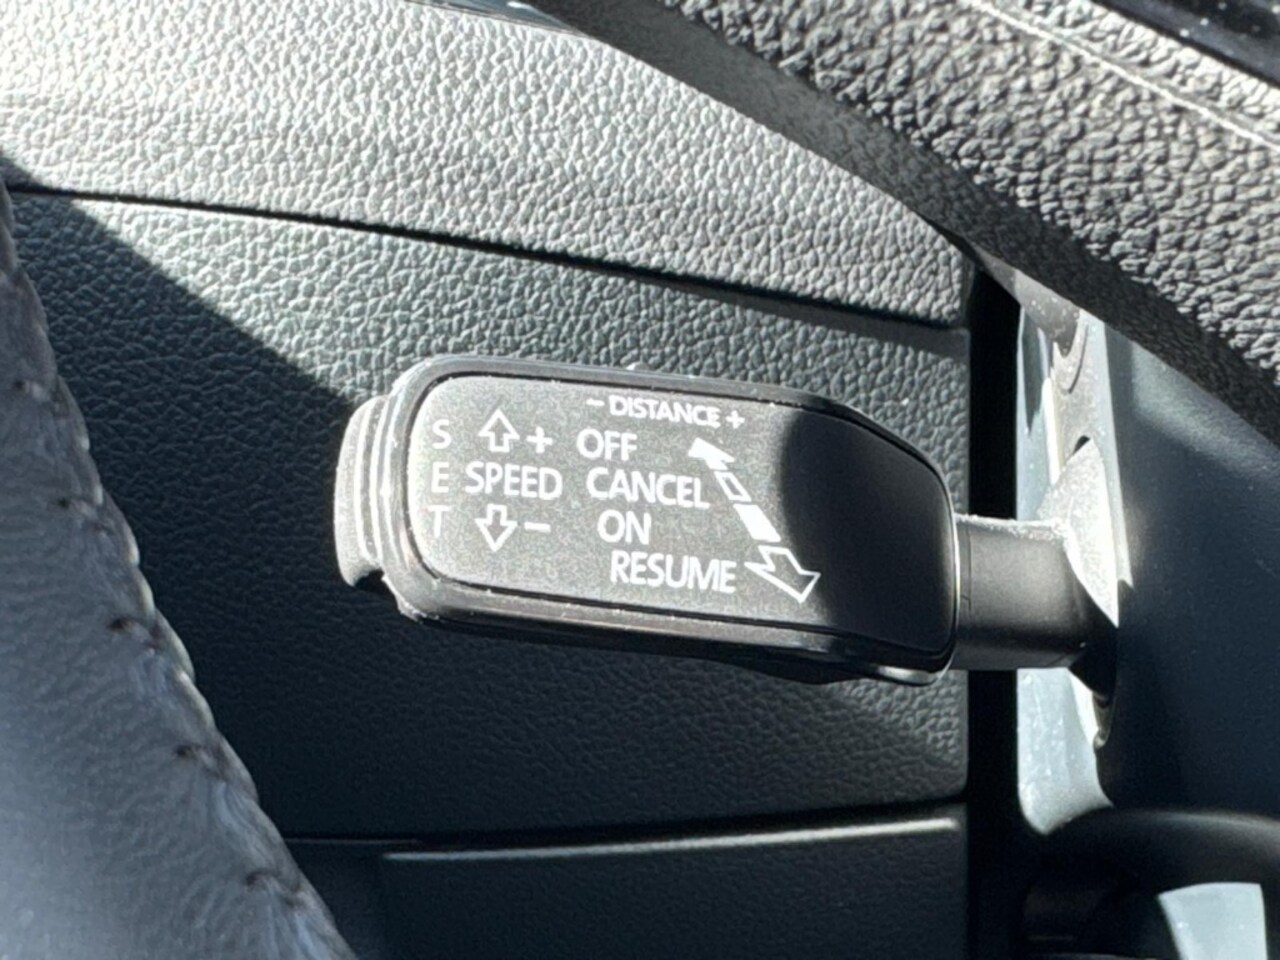 − DISTANCE +
S + OFF
E SPEED CANCEL
T − ON
RESUME